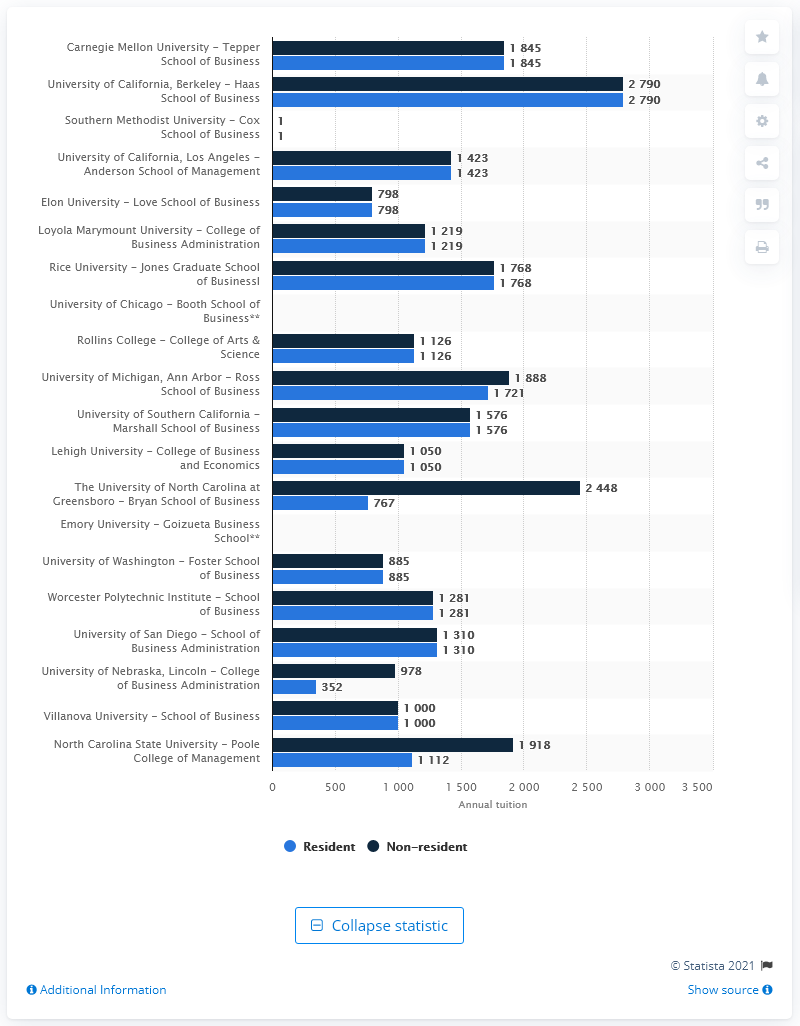 Carnegie Mellon University - Tepper
School of Business
1 845
1 845
University of California, Berkeley - Haas
School of Business
2 790
2 790
Southern Methodist University - Cox
School of Business
1
1
University of California, Los Angeles -
Anderson School of Management
1 423
1 423
Elon University - Love School of Business
798
798
Loyola Marymount University - College of
Business Administration
1 219
1 219
Rice University - Jones Graduate School
of Businessl
1 768
1 768
University of Chicago - Booth School of
Business**
Rollins College - College of Arts &
Science
1 126
1 126
University of Michigan, Ann Arbor - Ross
School of Business
1 888
1 721
University of Southern California -
Marshall School of Business
1 576
1 576
Lehigh University - College of Business
and Economics
1 050
1 050
The University of North Carolina at
Greensboro - Bryan School of Business
2 448
767
Emory University - Goizueta Business
School**
University of Washington - Foster School
of Business
885
885
Worcester Polytechnic Institute - School
of Business
1 281
1 281
University of San Diego - School of
Business Administration
1 310
1 310
University of Nebraska, Lincoln - College
of Business Administration
978
352
Villanova University - School of Business
1 000
1 000
North Carolina State University - Poole
College of Management
1 918
1 112
0 500 1 000 1 500 2 000 2 500 3 000 3 500
Annual tuition
Resident Non-resident
Collapse statistic
© Statista 2021
Additional Information
Show source